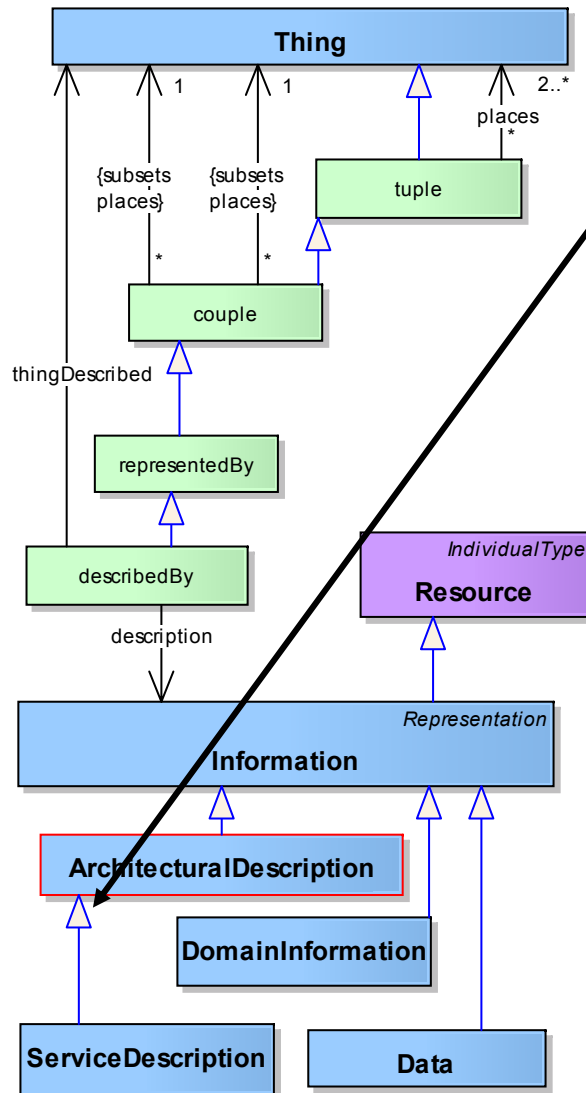 Thing
1
1
2..*
places
*
{subsets
places}
{subsets
places}
tuple
*
*
couple
thingDescribed
representedBy
IndividualType
Resource
describedBy
description
Representation
Information
ArchitecturalDescription
DomainInformation
ServiceDescription
Data